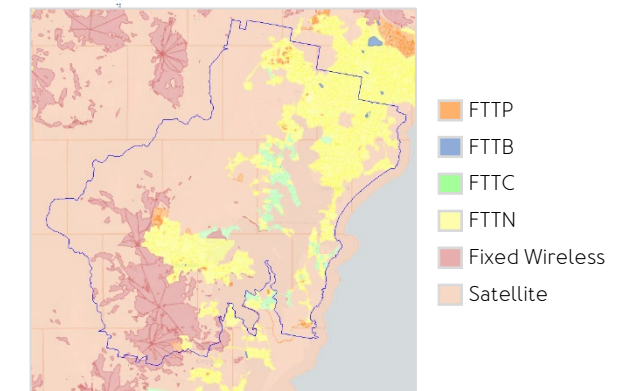 FTTP
FTTB
FTTC
FTTN
Fixed Wireless
Satellite